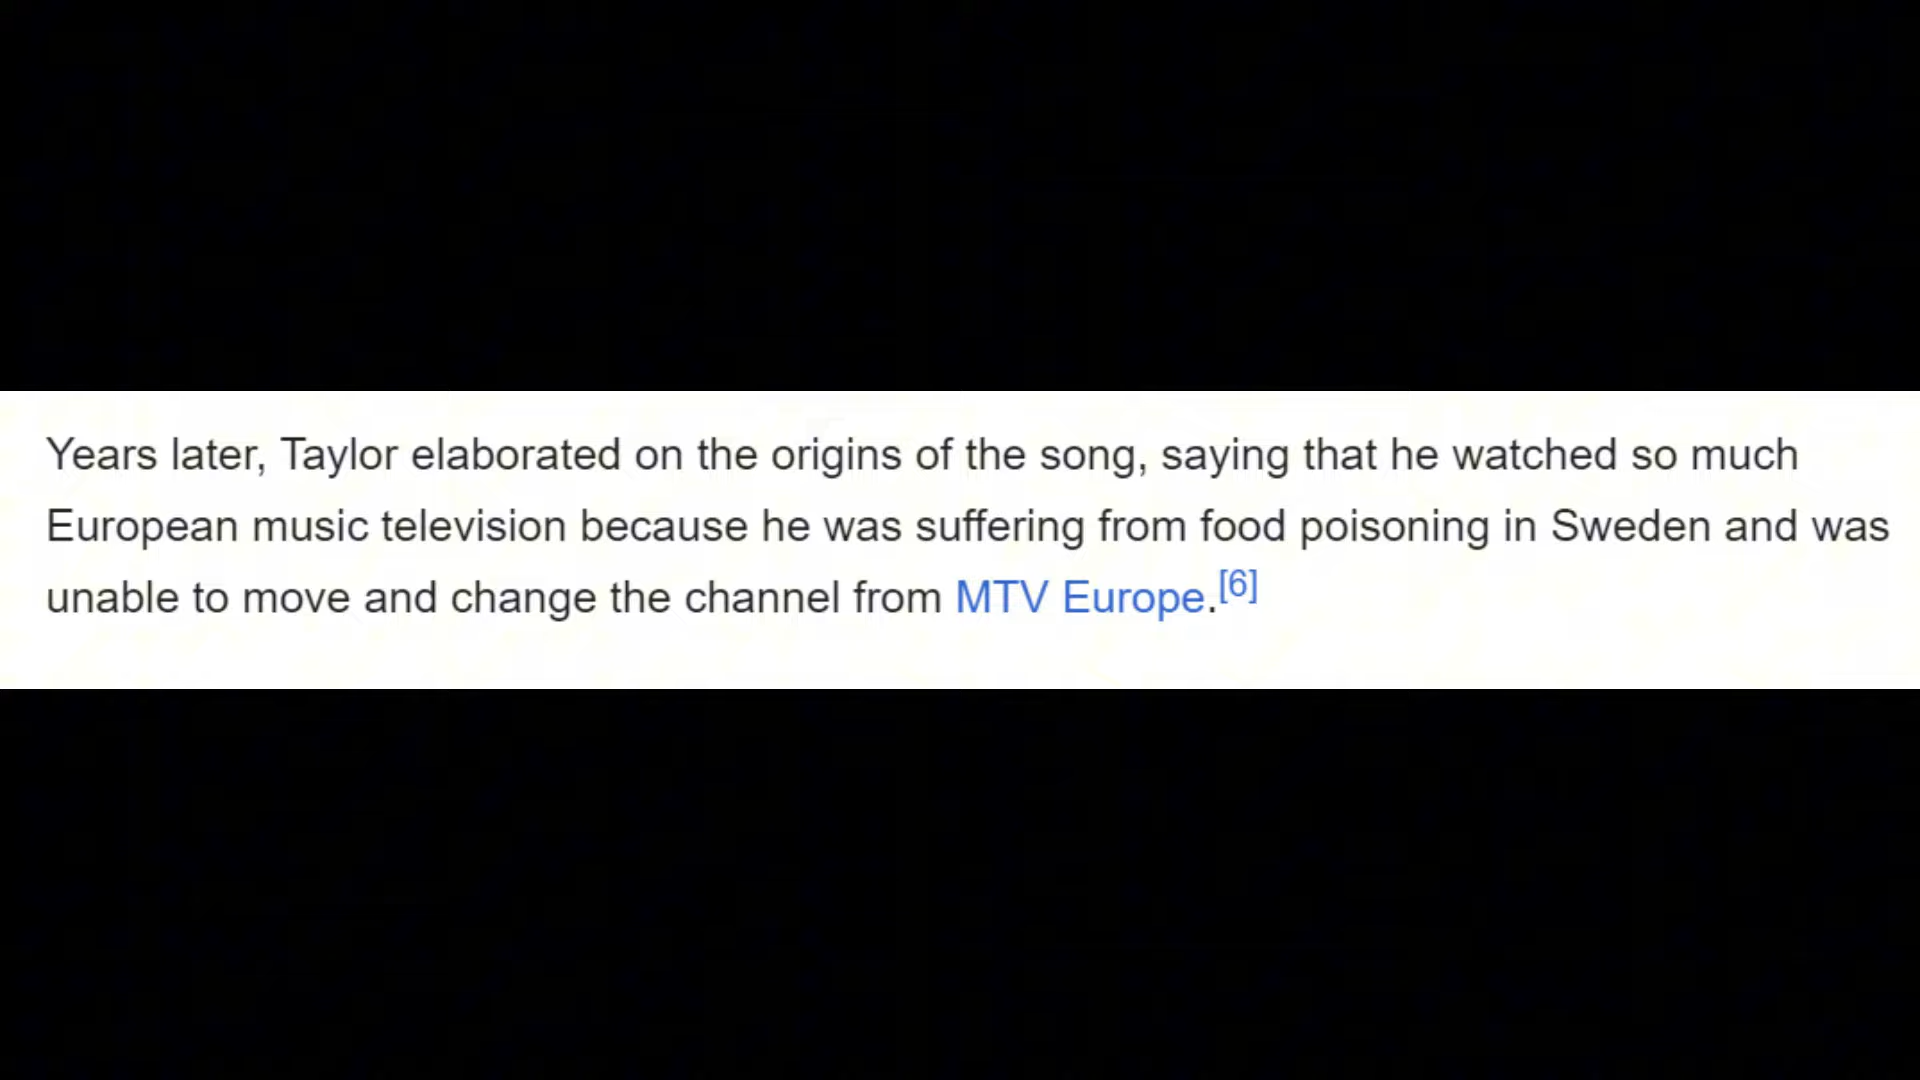 Years later, Taylor elaborated on the origins of the song, saying that he watched so much
European music television because he was suffering from food poisoning in Sweden and was
unable to move and change the channel from MTV Europe.[6]